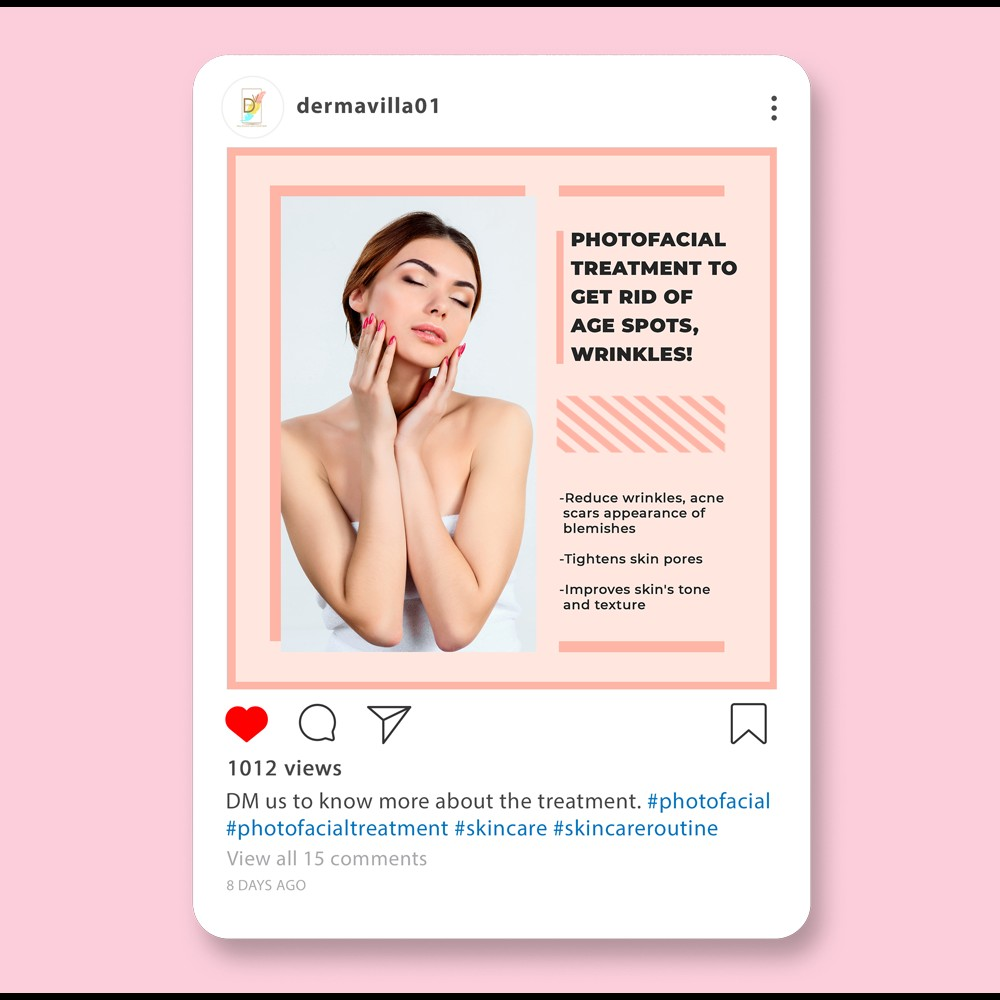 dermavilla01
PHOTOFACIAL
TREATMENT TO
GET RID OF
AGE SPOTS,
WRINKLES!
-Reduce wrinkles, acne
scars appearance of
blemishes
-Tightens skin pores
-Improves skin's tone
and texture
1012 views
DM us to know more about the treatment. #photofacial
#photofacialtreatment #skincare #skincareroutine
View all 15 comments
8 DAYS AGO